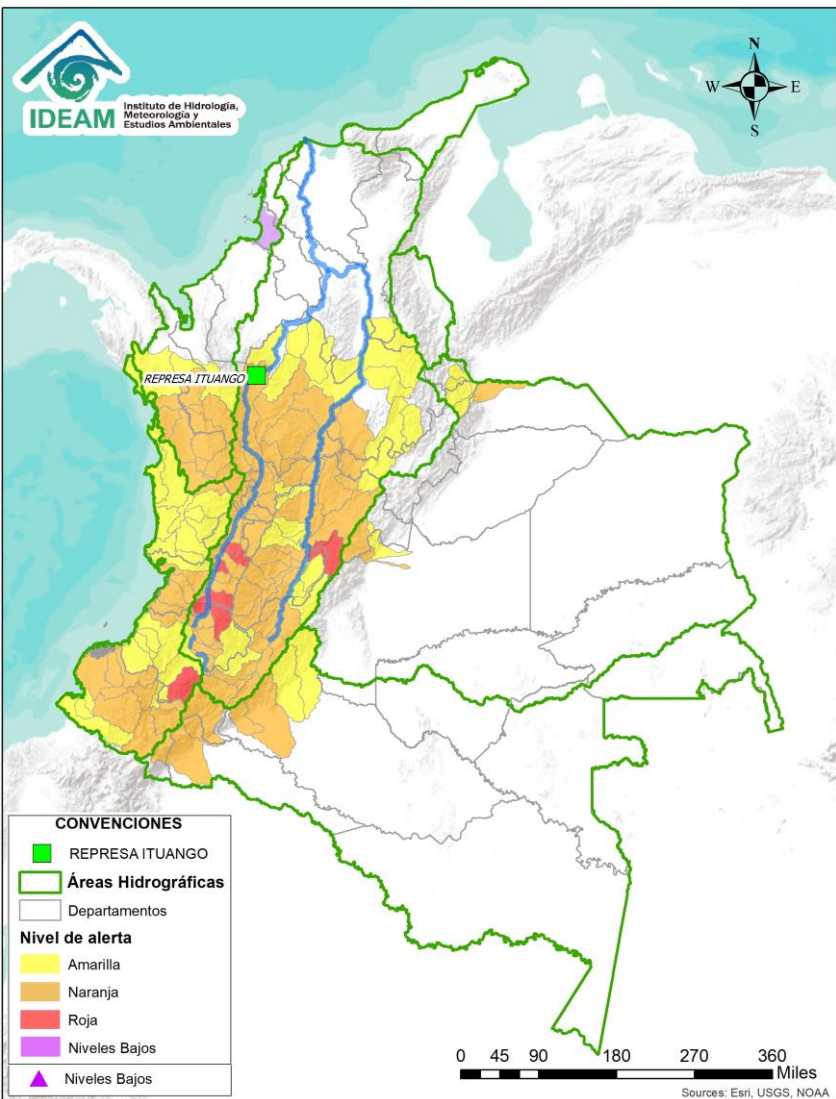 IDEAM
Instituto de Hidrología,
Meteorología y
Estudios Ambientales
N
W
E
S
REPRESA ITUANGO
CONVENCIONES
REPRESA ITUANGO
Áreas Hidrográficas
Departamentos
Nivel de alerta
Amarilla
Naranja
Roja
Niveles Bajos
Niveles Bajos
0 45 90 180 270 360
Miles
Sources: Esri, USGS, NOAA